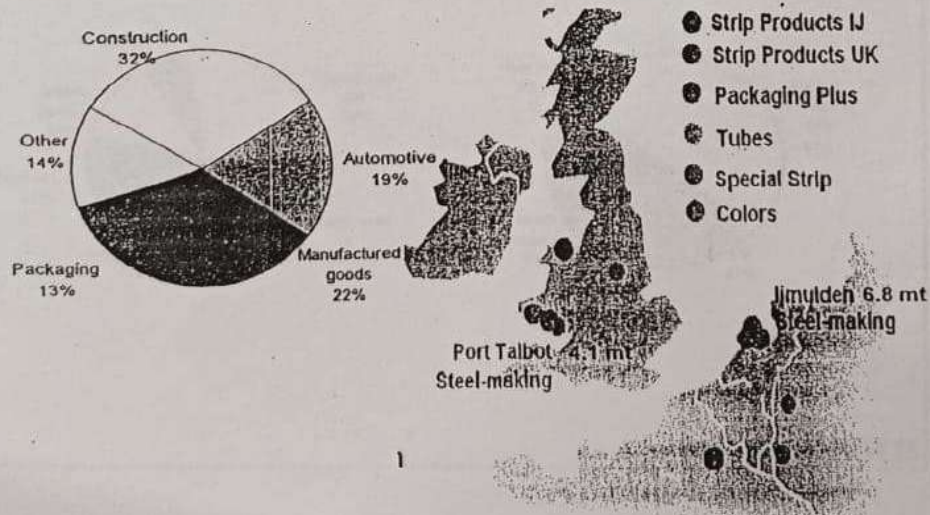 Construction
32%
Other
14%
Automotive
19%
Packaging
13%
Manufactured
goods
22%
Strip Products IJ
Strip Products UK
Packaging Plus
Tubes
Special Strip
Colors
Port Talbot 4.1 mt
Steel-making
Ijmuiden 6.8 mt
Steel-making
1